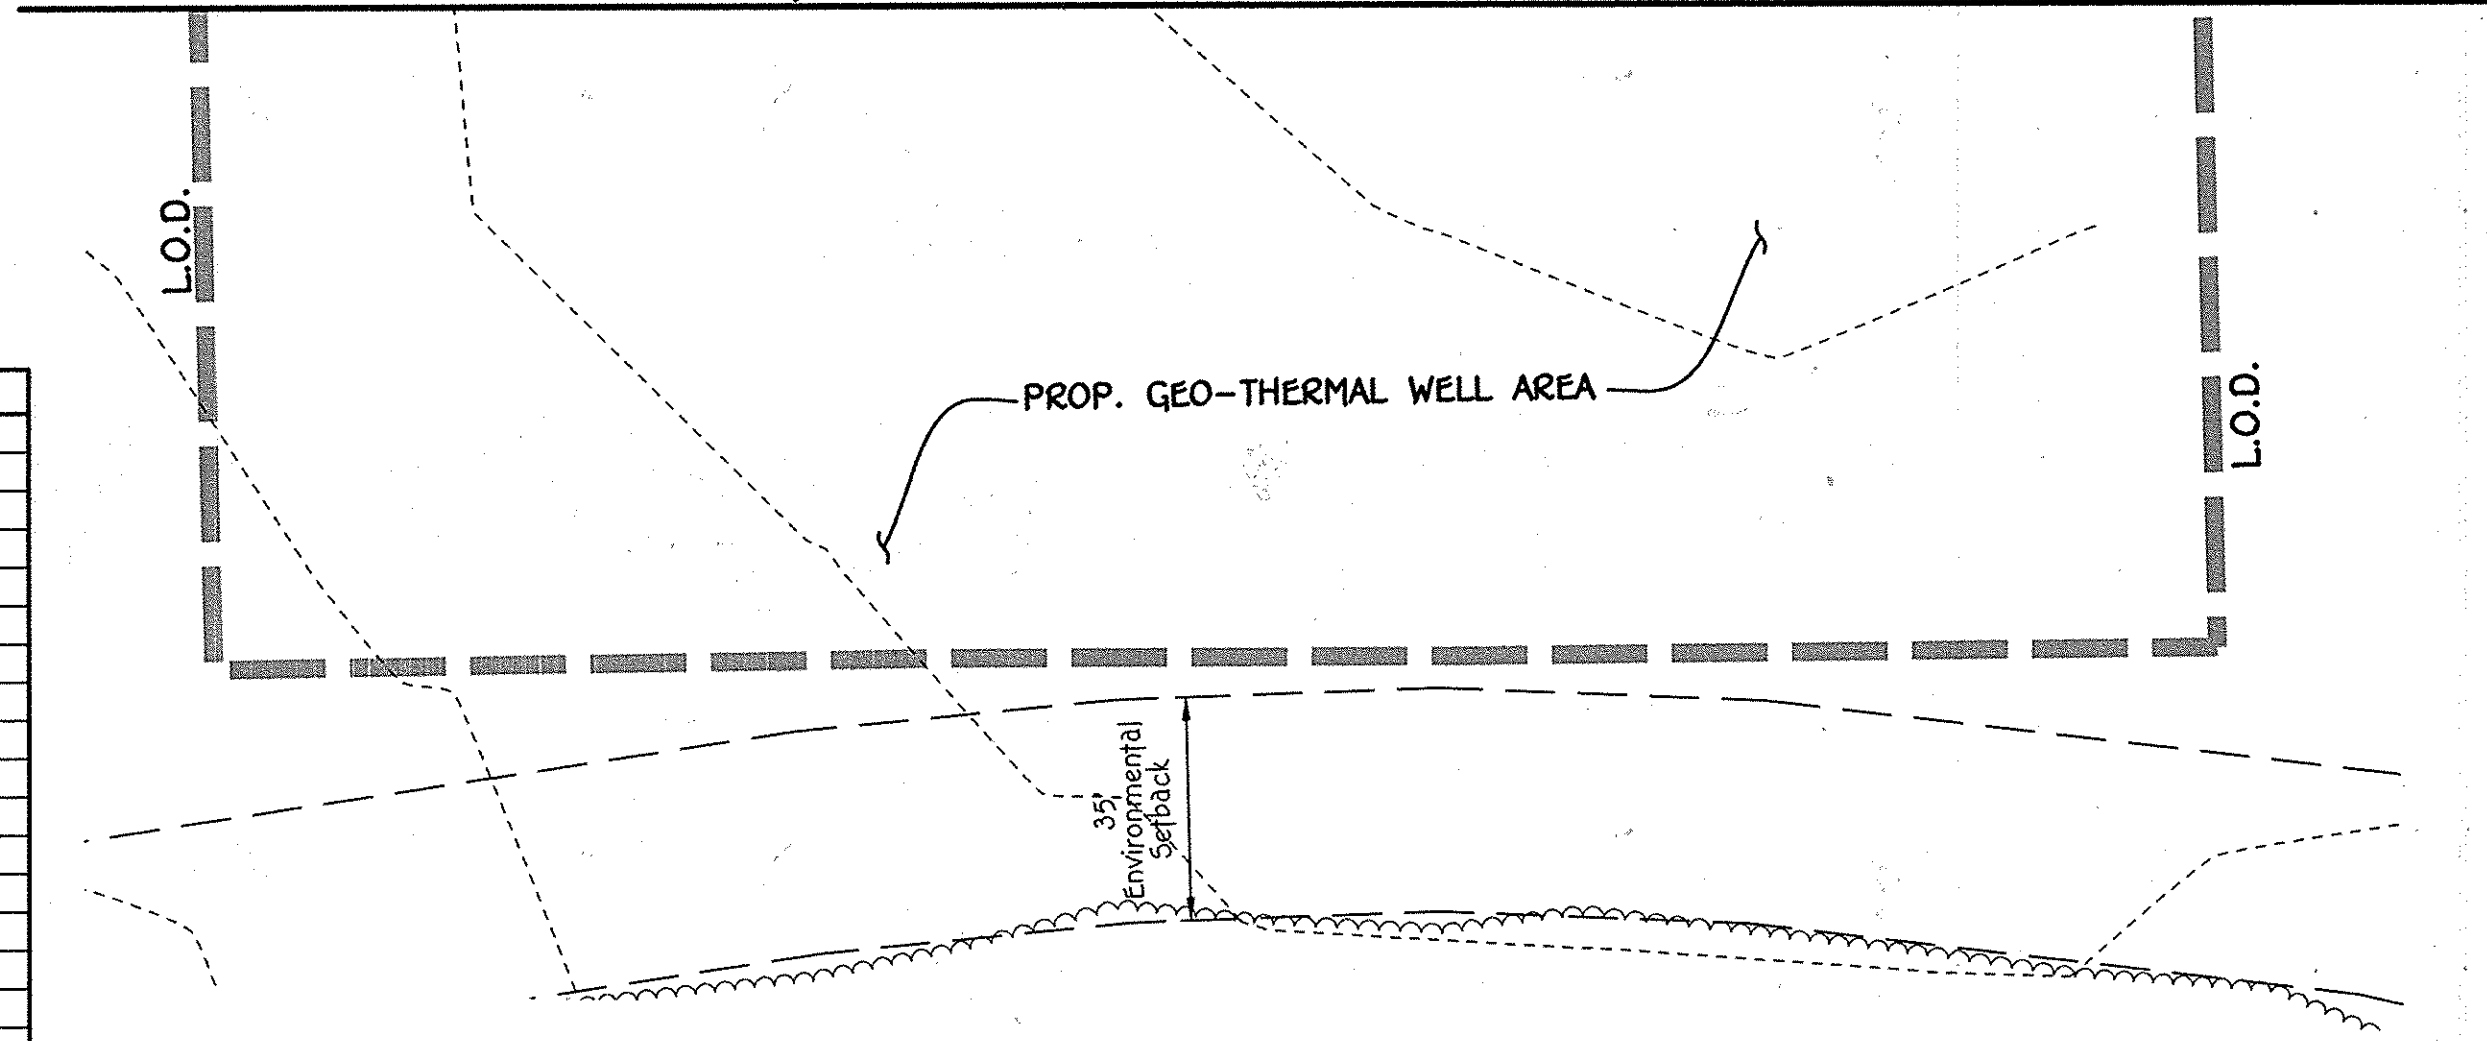 L.O.D.
PROP. GEO-THERMAL WELL AREA
L.O.D.
35'
Environmental
Setback